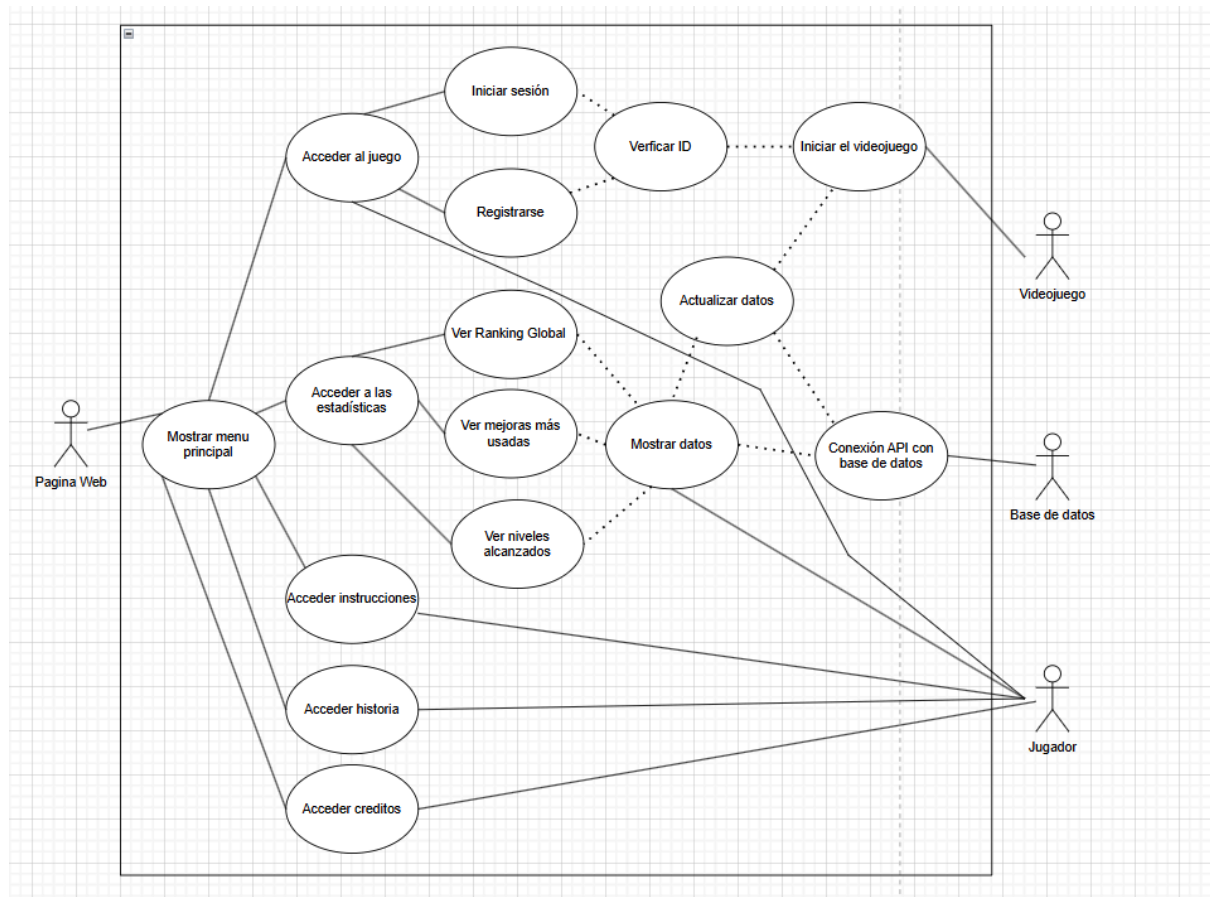 Iniciar sesión
Verficar ID
Iniciar el videojuego
Acceder al juego
Registrarse
Videojuego
Actualizar datos
Ver Ranking Global
Acceder a las
estadísticas
Mostrar menu
principal
Ver mejoras más
usadas
Mostrar datos
Conexión API con
base de datos
Pagina Web
Base de datos
Ver niveles
alcanzados
Acceder instrucciones
Acceder historia
Jugador
Acceder creditos